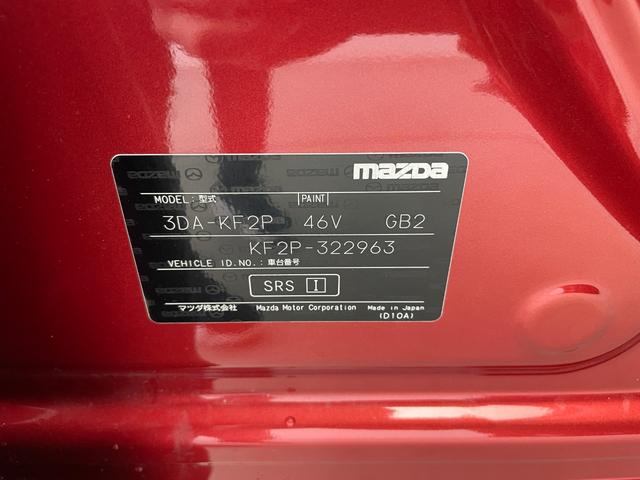 mazda
MODEL: 型式 PAINT
3DA-KF2P 46V GB2
KF2P-322963
VEHICLE ID.NO.: 車台番号
SRS I
マツダ株式会社 Mazda Motor Corporation Made in Japan
(D10A)